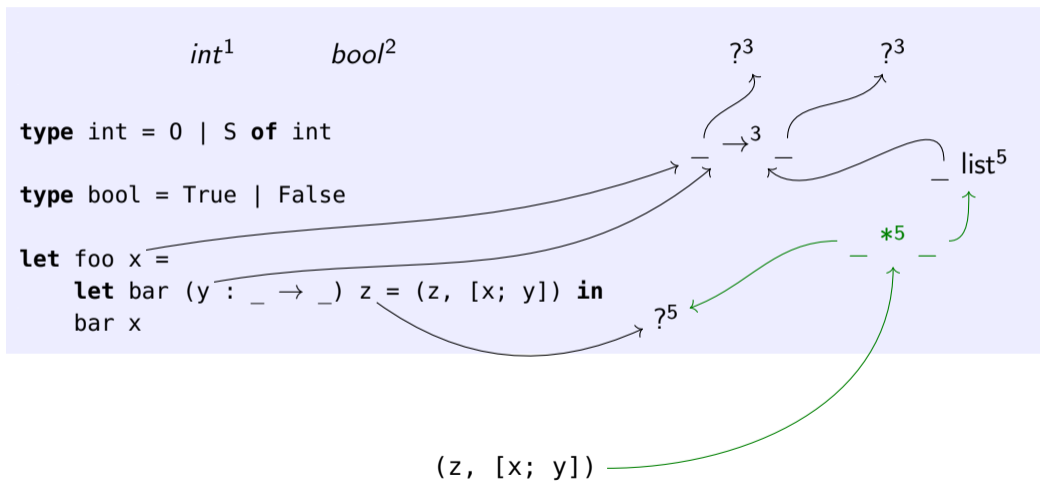 int¹ bool² ?³ ?³
type int = O | S of int
_ →³ _
_ list⁵
type bool = True | False
_ *⁵ _
let foo x =
let bar (y : _ → _) z = (z, [x; y]) in
?⁵
bar x
(z, [x; y])